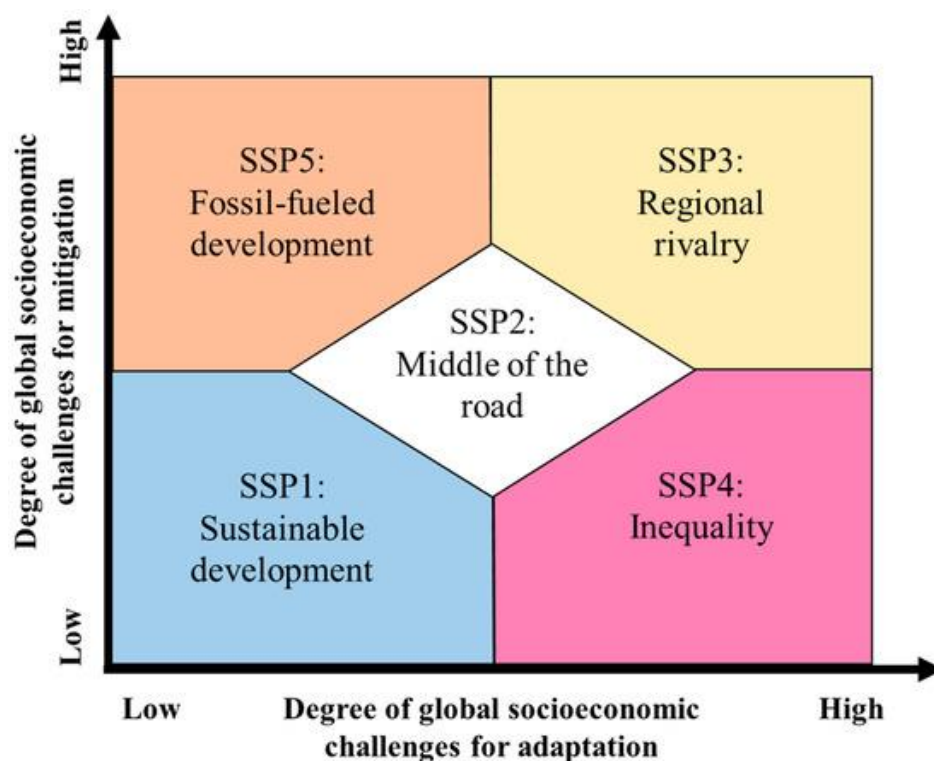 High
Degree of global socioeconomic
challenges for mitigation
Low
SSP5:
Fossil-fueled
development
SSP3:
Regional
rivalry
SSP2:
Middle of the
road
SSP1:
Sustainable
development
SSP4:
Inequality
Low
Degree of global socioeconomic
challenges for adaptation
High